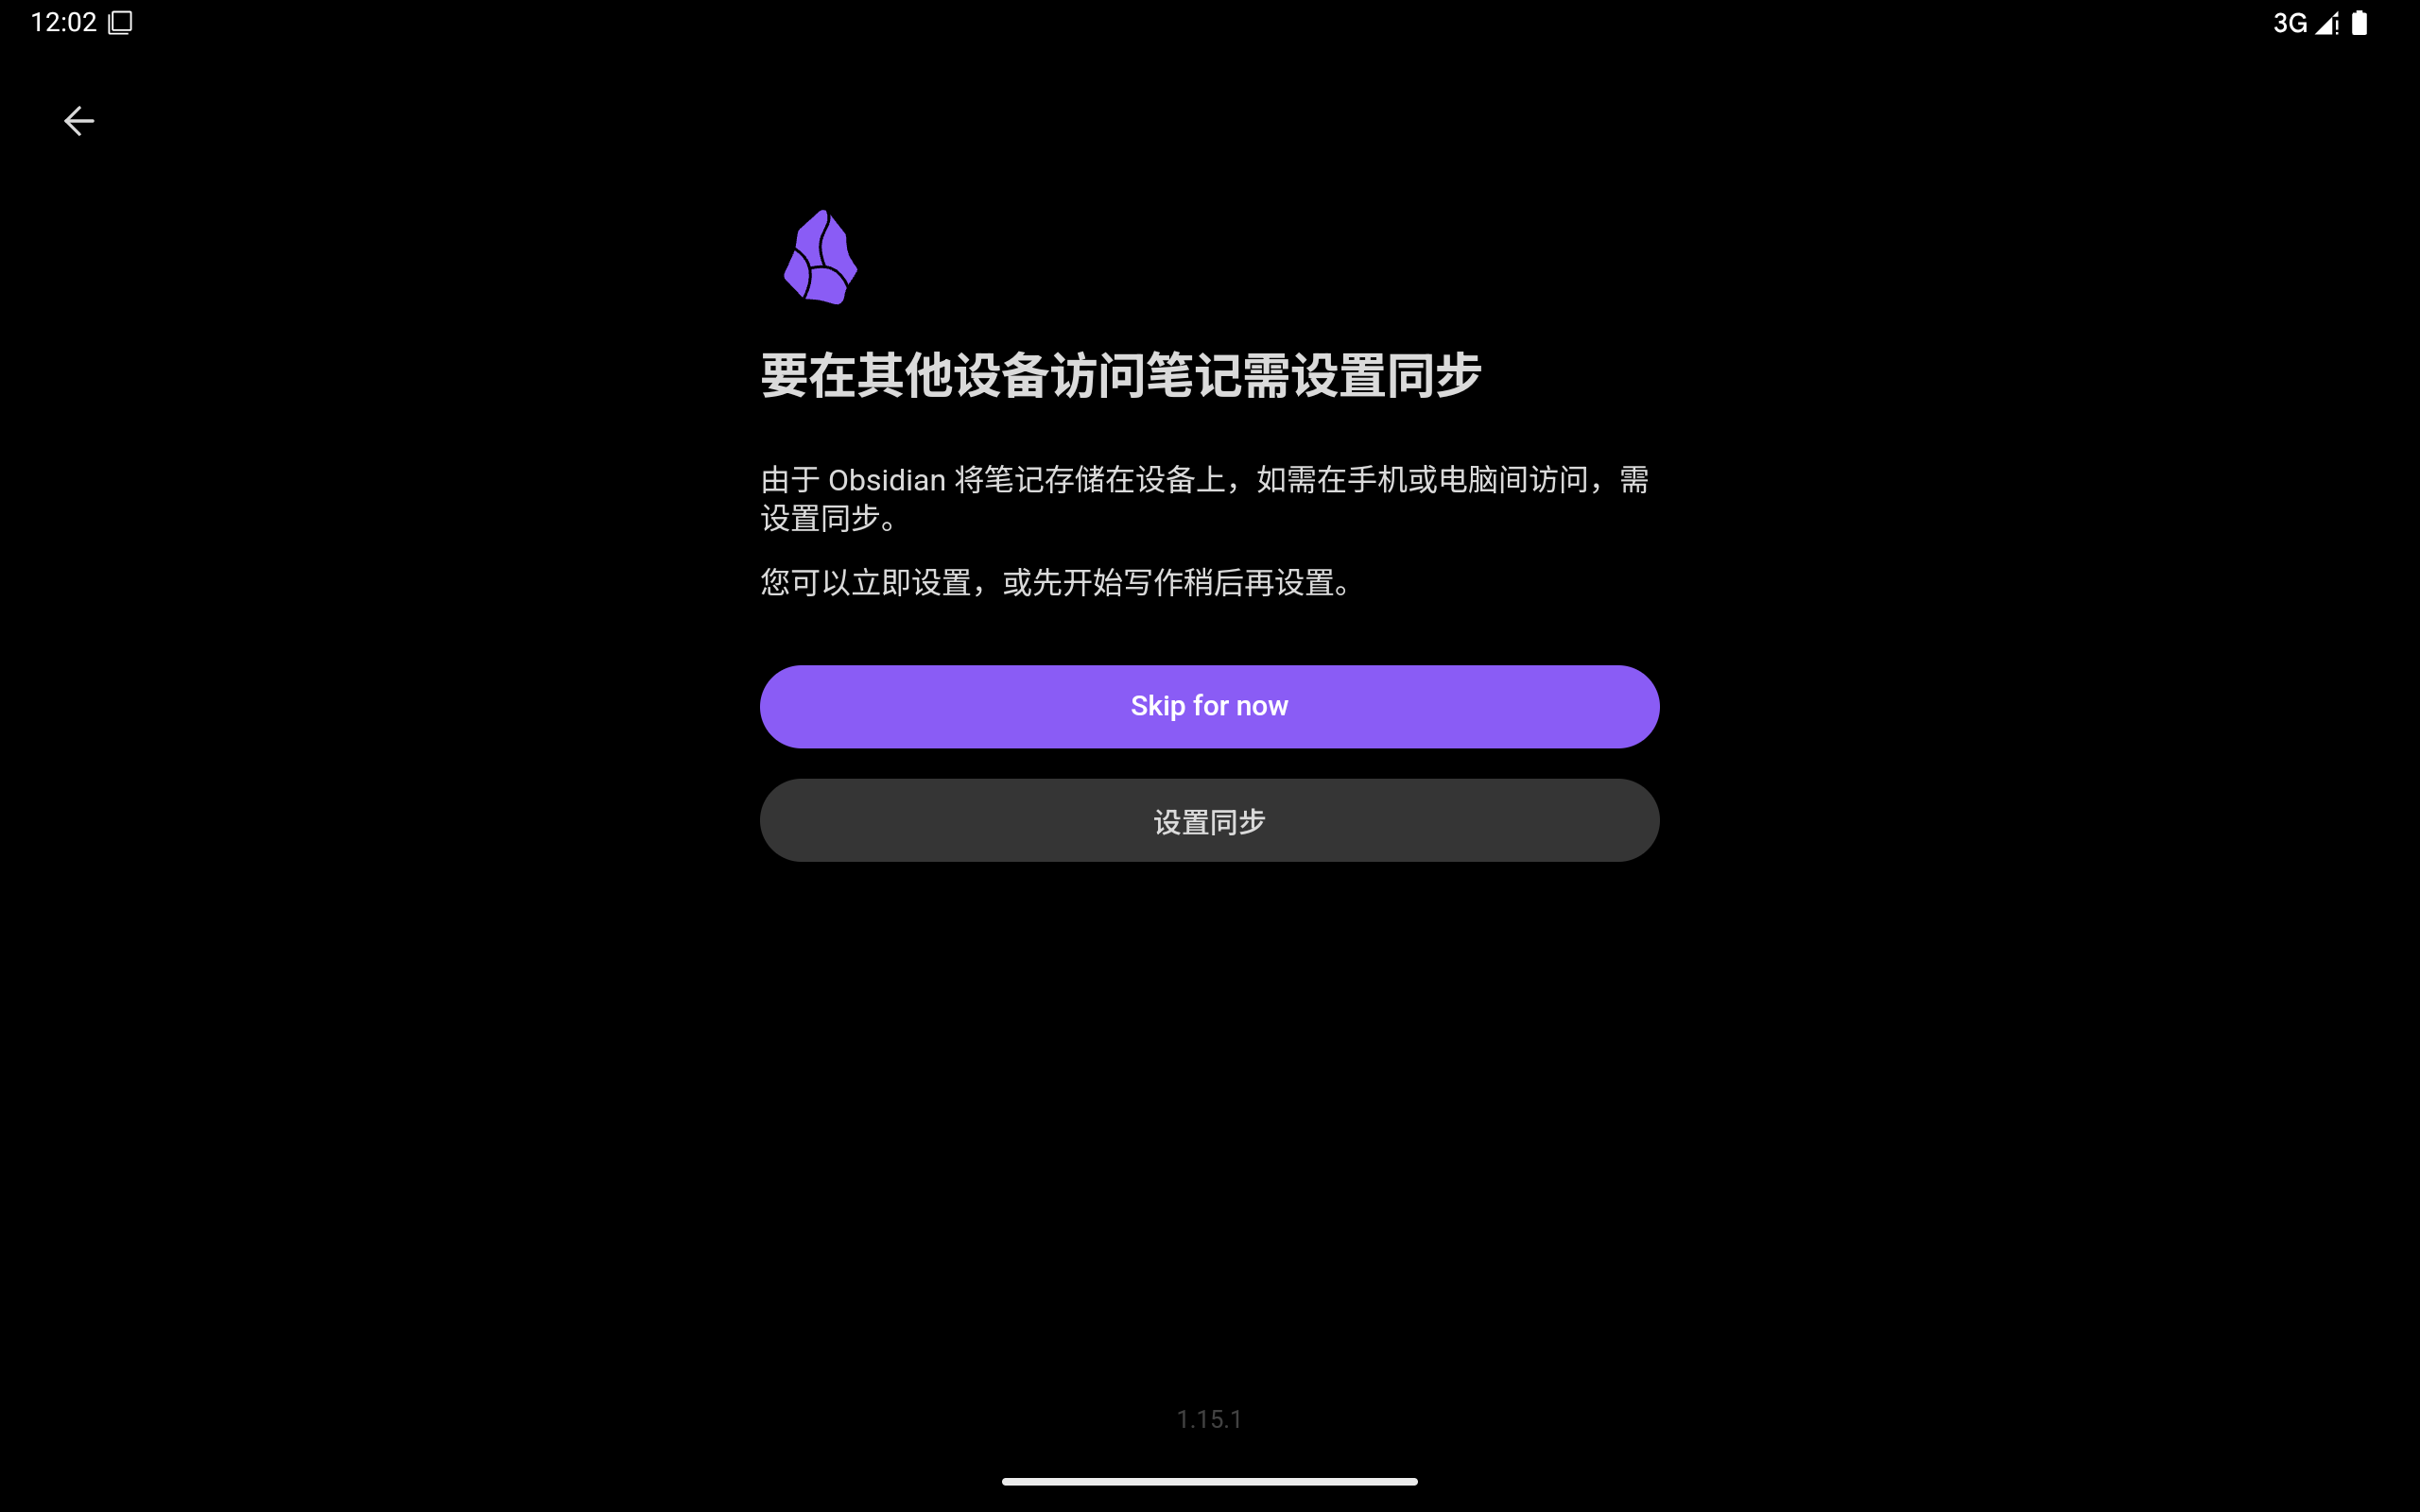 12:02
3G
要在其他设备访问笔记需设置同步
由于 Obsidian 将笔记存储在设备上，如需在手机或电脑间访问，需
设置同步。
您可以立即设置，或先开始写作稍后再设置。
Skip for now
设置同步
1.15.1